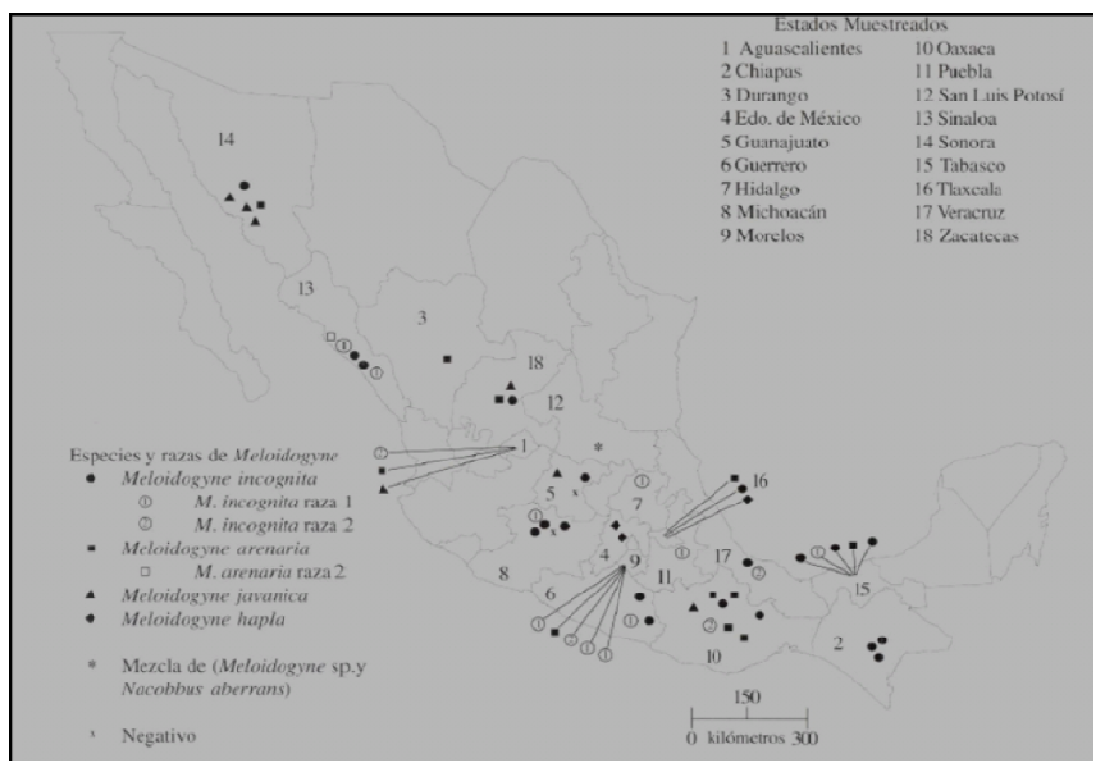 Estados Muestreados
1 Aguascalientes
2 Chiapas
3 Durango
4 Edo. de México
5 Guanajuato
6 Guerrero
7 Hidalgo
8 Michoacán
9 Morelos
10 Oaxaca
11 Puebla
12 San Luis Potosí
13 Sinaloa
14 Sonora
15 Tabasco
16 Tlaxcala
17 Veracruz
18 Zacatecas
14
13
3
18
12
1
5
7
16
4
9
17
8
6
11
15
2
10
Especies y razas de Meloidogyne
Meloidogyne incognita
① M. incognita raza 1
② M. incognita raza 2
Meloidogyne arenaria
M. arenaria raza 2
Meloidogyne javanica
Meloidogyne hapla
* Mezcla de (Meloidogyne sp.y
Nacobbus aberrans)
x Negativo
150
0 kilómetros 300